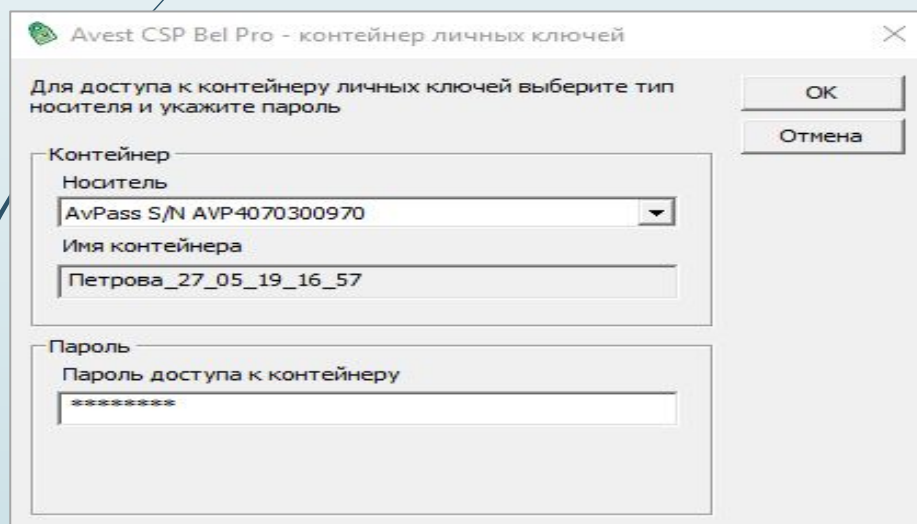 Avest CSP Bel Pro - контейнер личных ключей
Для доступа к контейнеру личных ключей выберите тип
носителя и укажите пароль
OK
Отмена
Контейнер
Носитель
AvPass S/N AVP4070300970
Имя контейнера
Петрова_27_05_19_16_57
Пароль
Пароль доступа к контейнеру
********